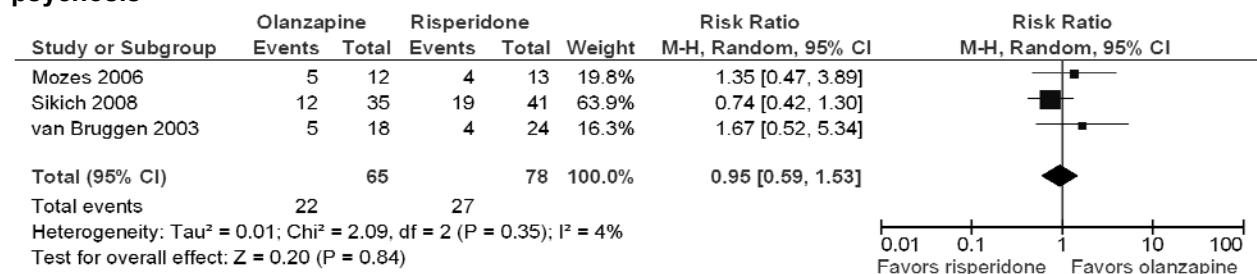 psychosis
Olanzapine Risperidone Risk Ratio Risk Ratio
Study or Subgroup Events Total Events Total Weight M-H, Random, 95% CI M-H, Random, 95% CI
Mozes 2006 5 12 4 13 19.8% 1.35 [0.47, 3.89]
Sikich 2008 12 35 19 41 63.9% 0.74 [0.42, 1.30]
van Bruggen 2003 5 18 4 24 16.3% 1.67 [0.52, 5.34]
Total (95% CI) 65 78 100.0% 0.95 [0.59, 1.53]
Total events 22 27
Heterogeneity: Tau² = 0.01; Chi² = 2.09, df = 2 (P = 0.35); I² = 4%
Test for overall effect: Z = 0.20 (P = 0.84)
0.01 0.1 1 10 100
Favors risperidone Favors olanzapine